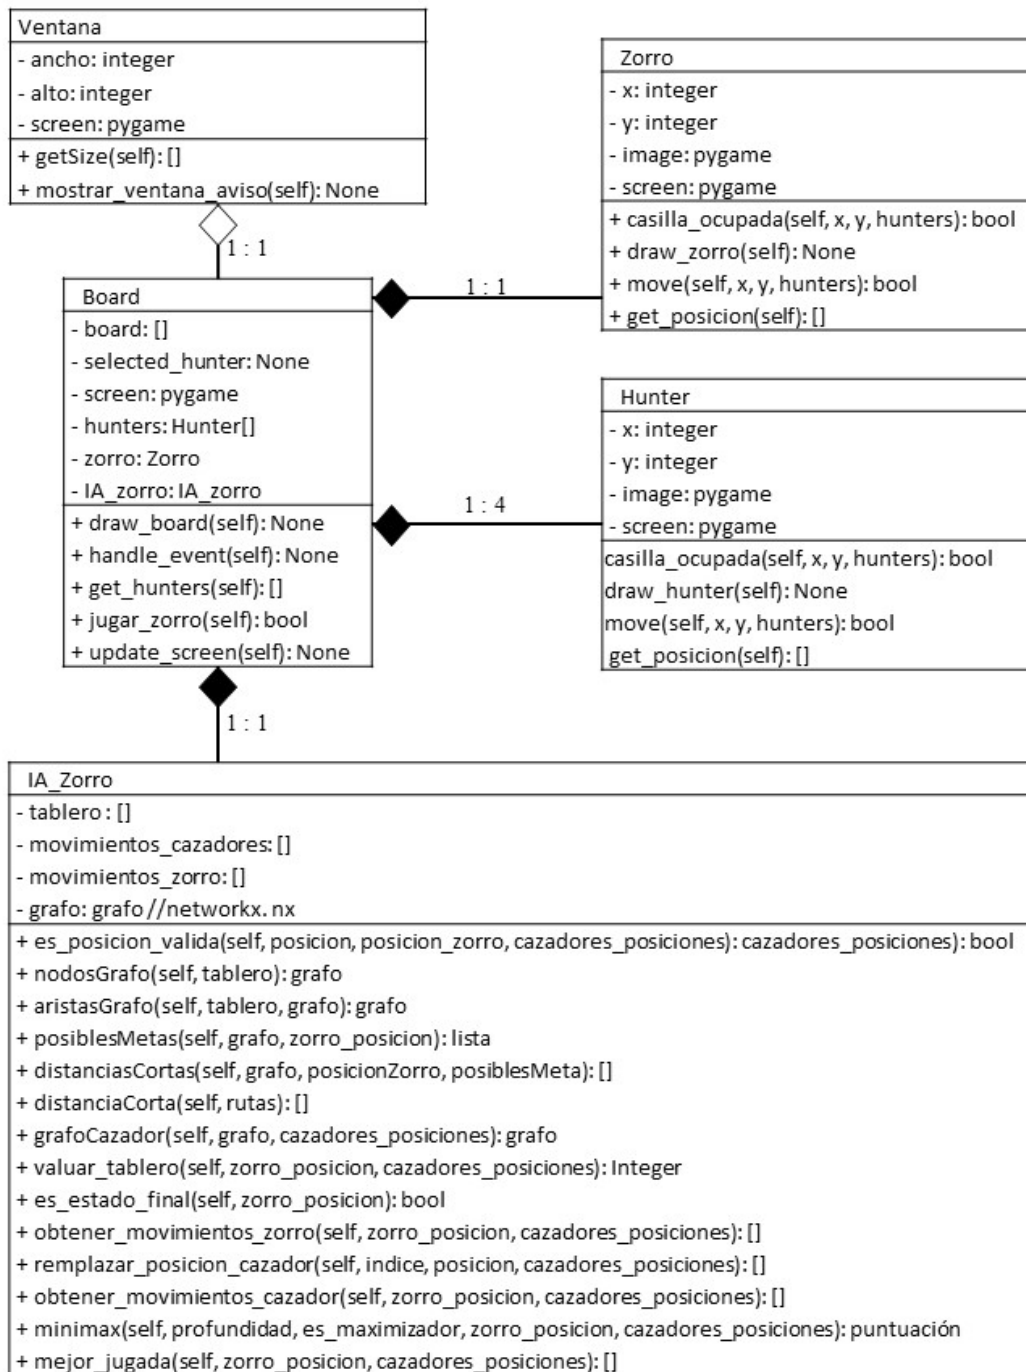 Ventana
- ancho: integer
- alto: integer
- screen: pygame
+ getSize(self): []
+ mostrar_ventana_aviso(self): None
1 : 1
Board
- board: []
- selected_hunter: None
- screen: pygame
- hunters: Hunter[]
- zorro: Zorro
- IA_zorro: IA_zorro
+ draw_board(self): None
+ handle_event(self): None
+ get_hunters(self): []
+ jugar_zorro(self): bool
+ update_screen(self): None
1 : 1
Zorro
- x: integer
- y: integer
- image: pygame
- screen: pygame
+ casilla_ocupada(self, x, y, hunters): bool
+ draw_zorro(self): None
+ move(self, x, y, hunters): bool
+ get_posicion(self): []
1 : 4
Hunter
- x: integer
- y: integer
- image: pygame
- screen: pygame
casilla_ocupada(self, x, y, hunters): bool
draw_hunter(self): None
move(self, x, y, hunters): bool
get_posicion(self): []
1 : 1
IA_Zorro
- tablero : []
- movimientos_cazadores: []
- movimientos_zorro: []
- grafo: grafo //networkx. nx
+ es_posicion_valida(self, posicion, posicion_zorro, cazadores_posiciones): cazadores_posiciones): bool
+ nodosGrafo(self, tablero): grafo
+ aristasGrafo(self, tablero, grafo): grafo
+ posiblesMetas(self, grafo, zorro_posicion): lista
+ distanciasCortas(self, grafo, posicionZorro, posiblesMeta): []
+ distanciaCorta(self, rutas): []
+ grafoCazador(self, grafo, cazadores_posiciones): grafo
+ valuar_tablero(self, zorro_posicion, cazadores_posiciones): Integer
+ es_estado_final(self, zorro_posicion): bool
+ obtener_movimientos_zorro(self, zorro_posicion, cazadores_posiciones): []
+ remplazar_posicion_cazador(self, indice, posicion, cazadores_posiciones): []
+ obtener_movimientos_cazador(self, zorro_posicion, cazadores_posiciones): []
+ minimax(self, profundidad, es_maximizador, zorro_posicion, cazadores_posiciones): puntuación
+ mejor_jugada(self, zorro_posicion, cazadores_posiciones): []